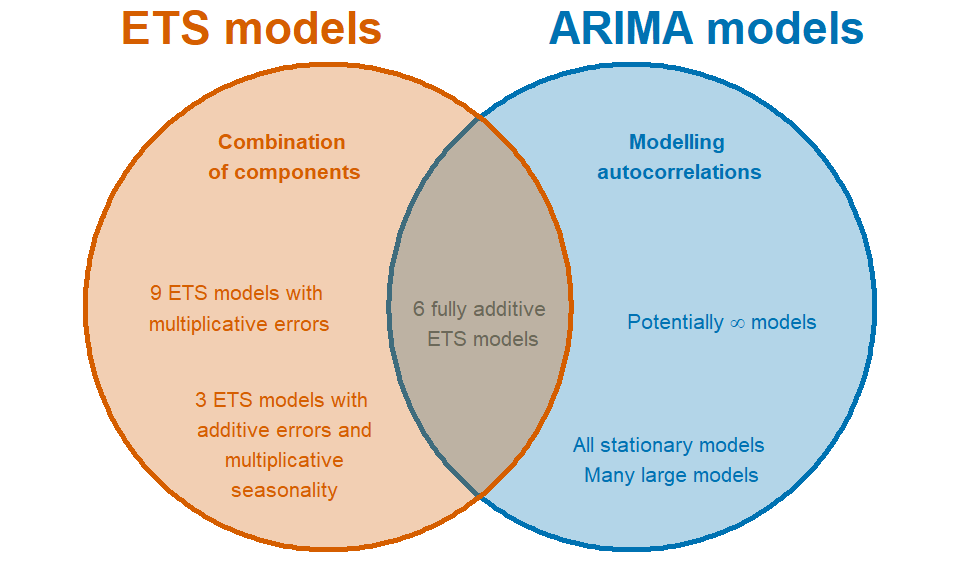 ETS models
ARIMA models
Combination
of components
Modelling
autocorrelations
9 ETS models with
multiplicative errors
6 fully additive
ETS models
Potentially ∞ models
3 ETS models with
additive errors and
multiplicative
seasonality
All stationary models
Many large models